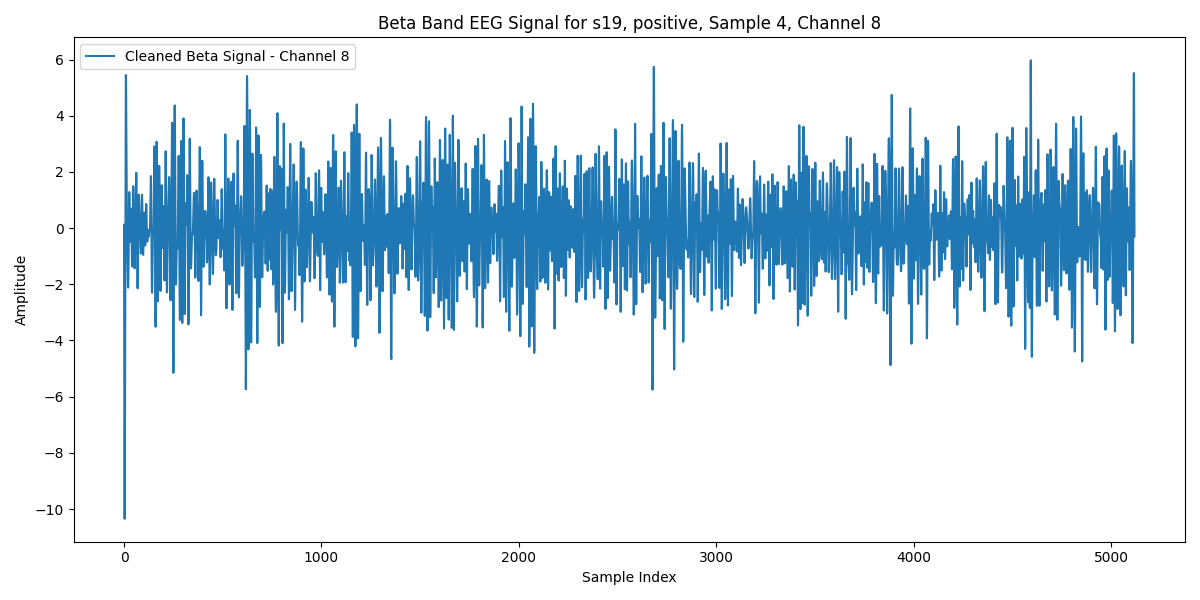 Beta Band EEG Signal for s19, positive, Sample 4, Channel 8
Cleaned Beta Signal - Channel 8
6
4
2
0
−2
−4
−6
−8
−10
Amplitude
0 1000 2000 3000 4000 5000
Sample Index